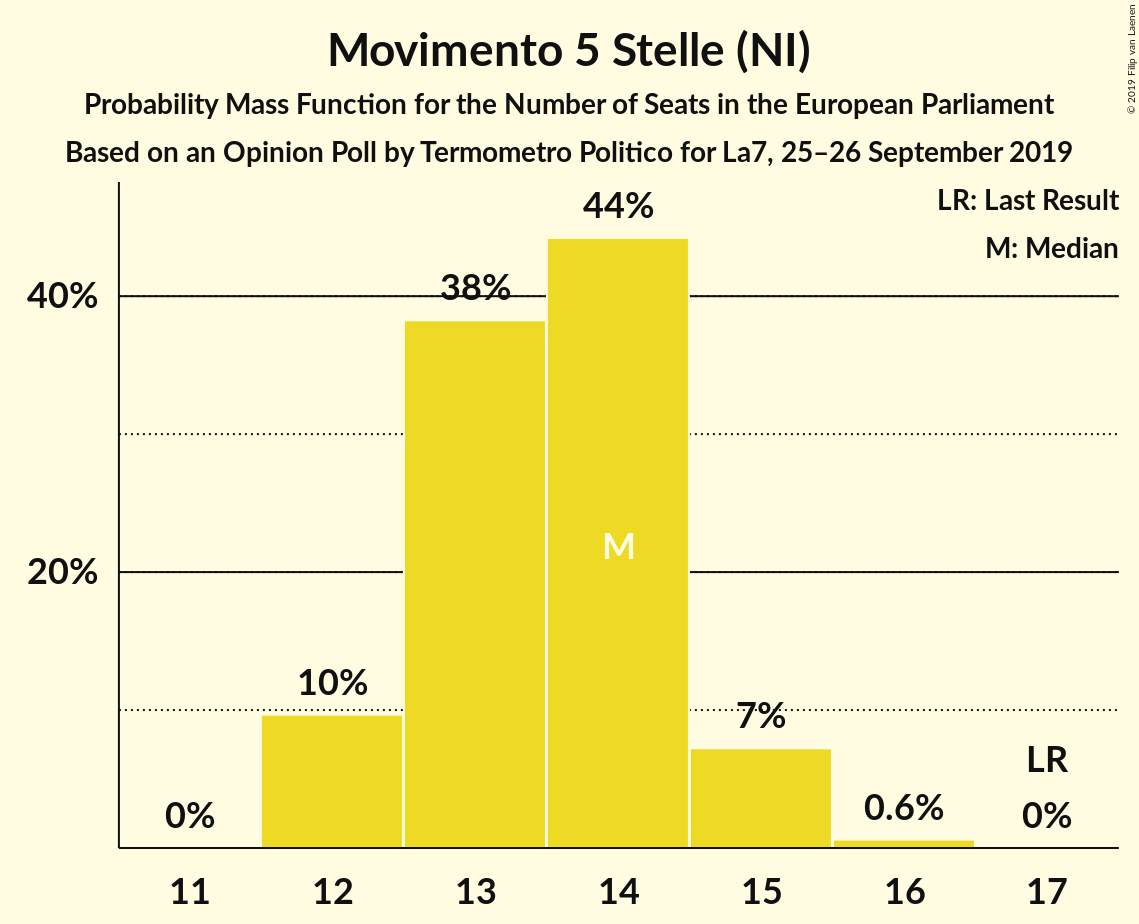 Movimento 5 Stelle (NI)
Probability Mass Function for the Number of Seats in the European Parliament
Based on an Opinion Poll by Termometro Politico for La7, 25–26 September 2019
© 2019 Filip van Laenen
LR: Last Result
M: Median
44%
38%
40%
M
20%
10%
7%
LR
0%
0.6%
0%
11 12 13 14 15 16 17